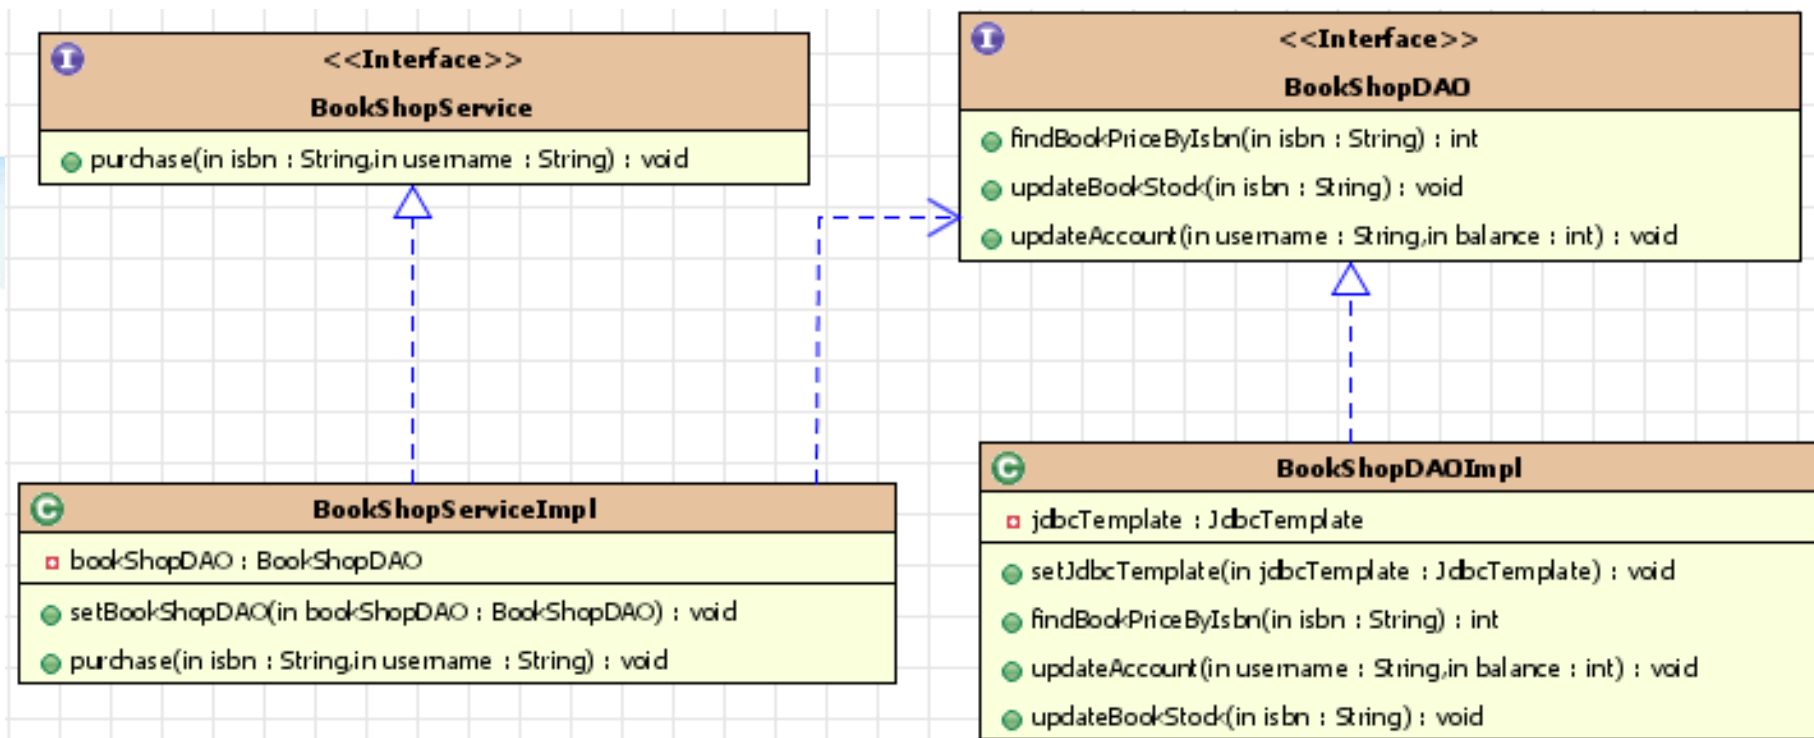 <<Interface>>
BookShopService
purchase(in isbn : String,in username : String) : void
<<Interface>>
BookShopDAO
findBookPriceByIsbn(in isbn : String) : int
updateBookStock(in isbn : String) : void
updateAccount(in username : String,in balance : int) : void
BookShopServiceImpl
bookShopDAO : BookShopDAO
setBookShopDAO(in bookShopDAO : BookShopDAO) : void
purchase(in isbn : String,in username : String) : void
BookShopDAOImpl
jdbcTemplate : JdbcTemplate
setJdbcTemplate(in jdbcTemplate : JdbcTemplate) : void
findBookPriceByIsbn(in isbn : String) : int
updateAccount(in username : String,in balance : int) : void
updateBookStock(in isbn : String) : void